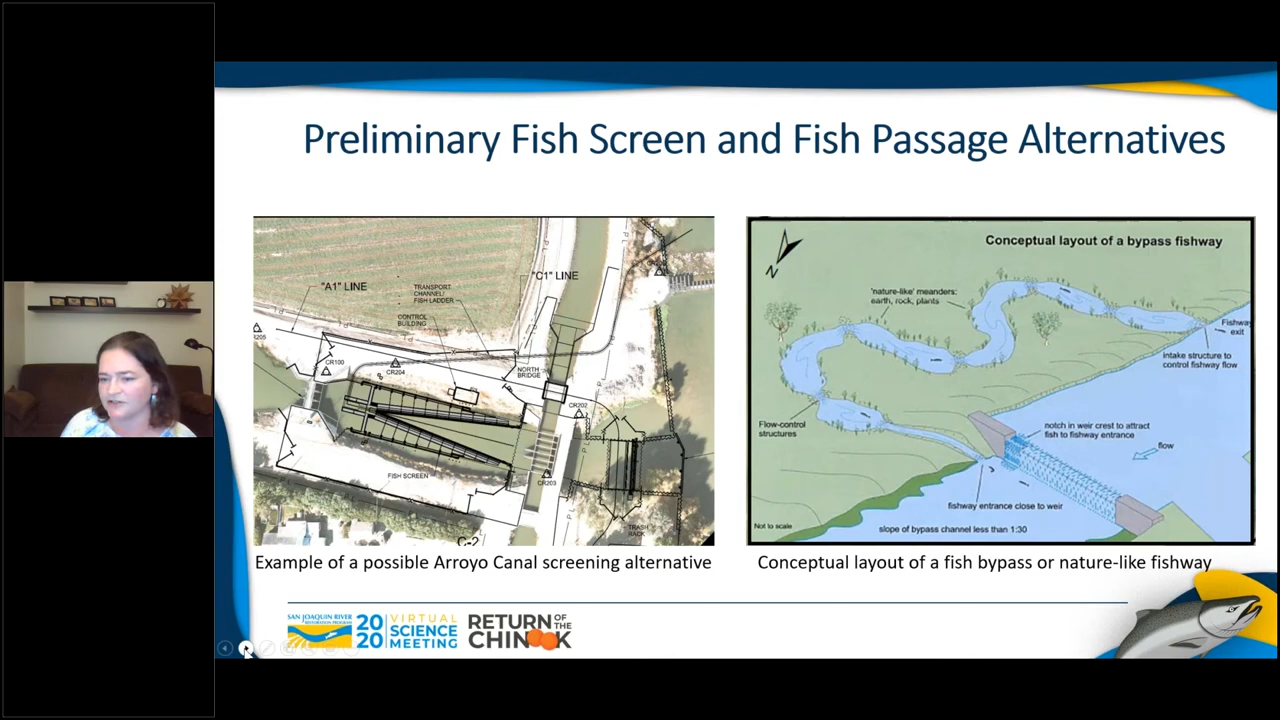 Preliminary Fish Screen and Fish Passage Alternatives
"A1" LINE
TRANSPORT
CHANNEL/
FISH LADDER
"C1" LINE
CONTROL
BUILDING
CR100
CR204
NORTH
BRIDGE
CR202
FISH SCREEN
CR203
TRASH
RACK
C-2
Example of a possible Arroyo Canal screening alternative
Conceptual layout of a bypass fishway
N
'nature-like' meanders:
earth, rock, plants
Fishway
exit
intake structure to
control fishway flow
Flow-control
structures
notch in weir crest to attract
fish to fishway entrance
flow
fishway entrance close to weir
Not to scale
slope of bypass channel less than 1:30
Conceptual layout of a fish bypass or nature-like fishway
SAN JOAQUIN RIVER
RESTORATION PROGRAM
2020
VIRTUAL
SCIENCE
MEETING
RETURN OF THE
CHINOOK